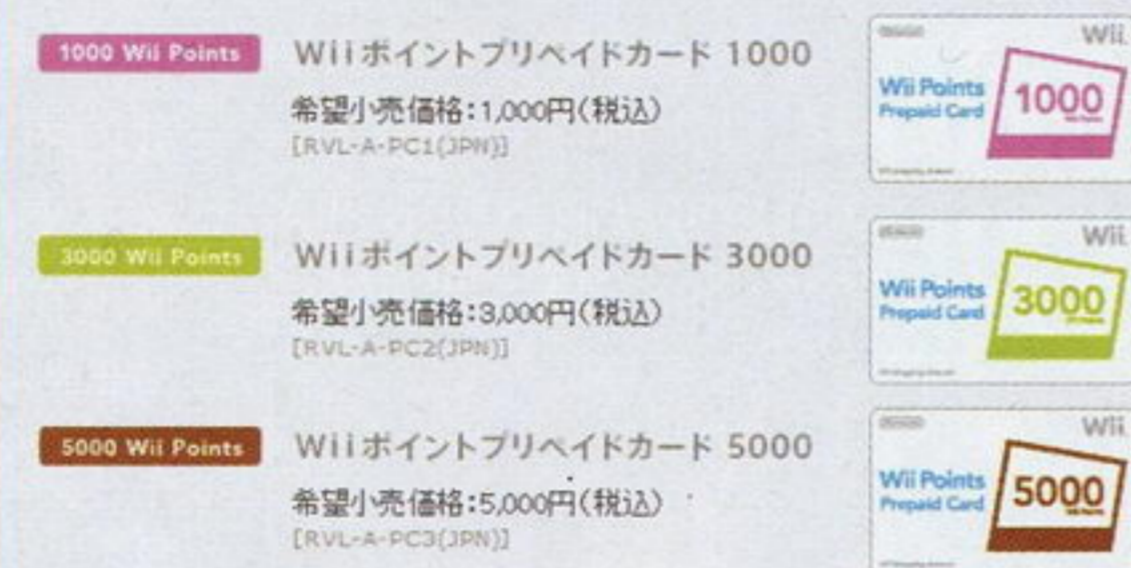 1000 Wii Points
Wiiポイントプリペイドカード 1000
希望小売価格:1,000円(税込)
[RVL-A-PC1(JPN)]
Wii
Wii Points
Prepaid Card
1000
3000 Wii Points
Wiiポイントプリペイドカード 3000
希望小売価格:3,000円(税込)
[RVL-A-PC2(JPN)]
Wii
Wii Points
Prepaid Card
3000
5000 Wii Points
Wiiポイントプリペイドカード 5000
希望小売価格:5,000円(税込)
[RVL-A-PC3(JPN)]
Wii
Wii Points
Prepaid Card
5000